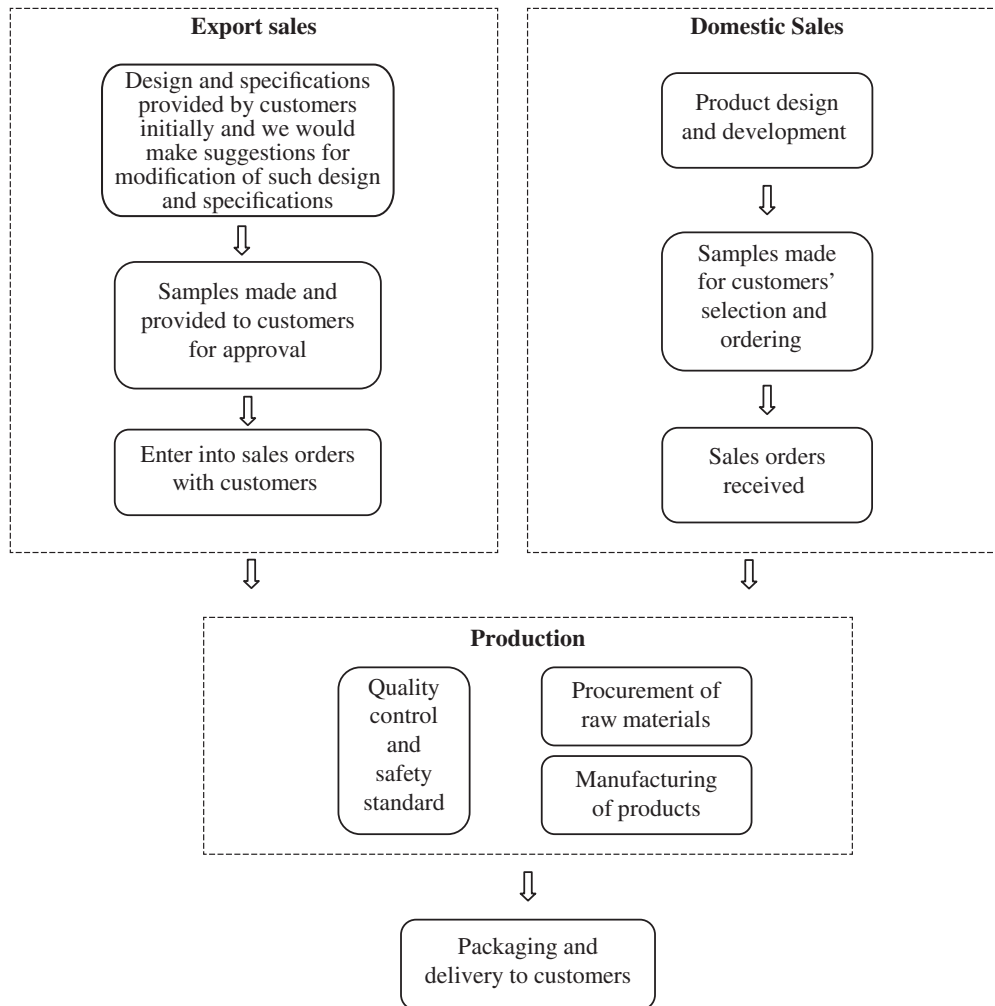 Export sales
Design and specifications
provided by customers
initially and we would
make suggestions for
modification of such design
and specifications
Samples made and
provided to customers
for approval
Enter into sales orders
with customers
Domestic Sales
Product design
and development
Samples made
for customers’
selection and
ordering
Sales orders
received
Production
Quality
control
and
safety
standard
Procurement of
raw materials
Manufacturing
of products
Packaging and
delivery to customers